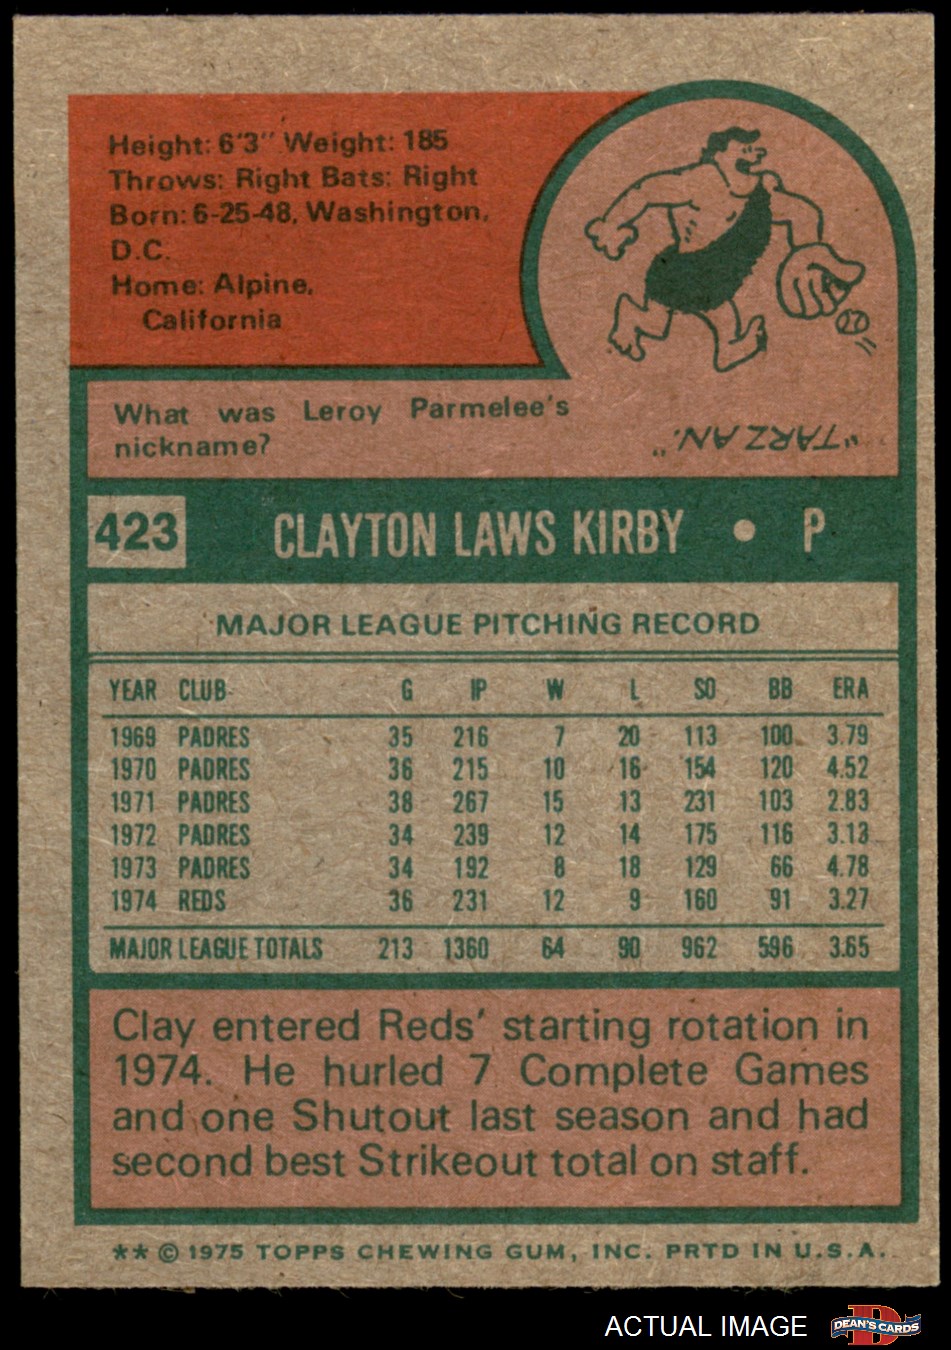 Height: 6'3" Weight: 185
Throws: Right Bats: Right
Born: 6-25-48, Washington,
D.C.
Home: Alpine,
California
What was Leroy Parmelee's
nickname?
"TARZAN."
423 CLAYTON LAWS KIRBY • P
MAJOR LEAGUE PITCHING RECORD
YEAR CLUB G IP W L SO BB ERA
1969 PADRES 35 216 7 20 113 100 3.79
1970 PADRES 36 215 10 16 154 120 4.52
1971 PADRES 38 267 15 13 231 103 2.83
1972 PADRES 34 239 12 14 175 116 3.13
1973 PADRES 34 192 8 18 129 66 4.78
1974 REDS 36 231 12 9 160 91 3.27
MAJOR LEAGUE TOTALS 213 1360 64 90 962 596 3.65
Clay entered Reds' starting rotation in
1974. He hurled 7 Complete Games
and one Shutout last season and had
second best Strikeout total on staff.
** © 1975 TOPPS CHEWING GUM, INC. PRTD IN U.S.A.
ACTUAL IMAGE
D
DEAN'S CARDS